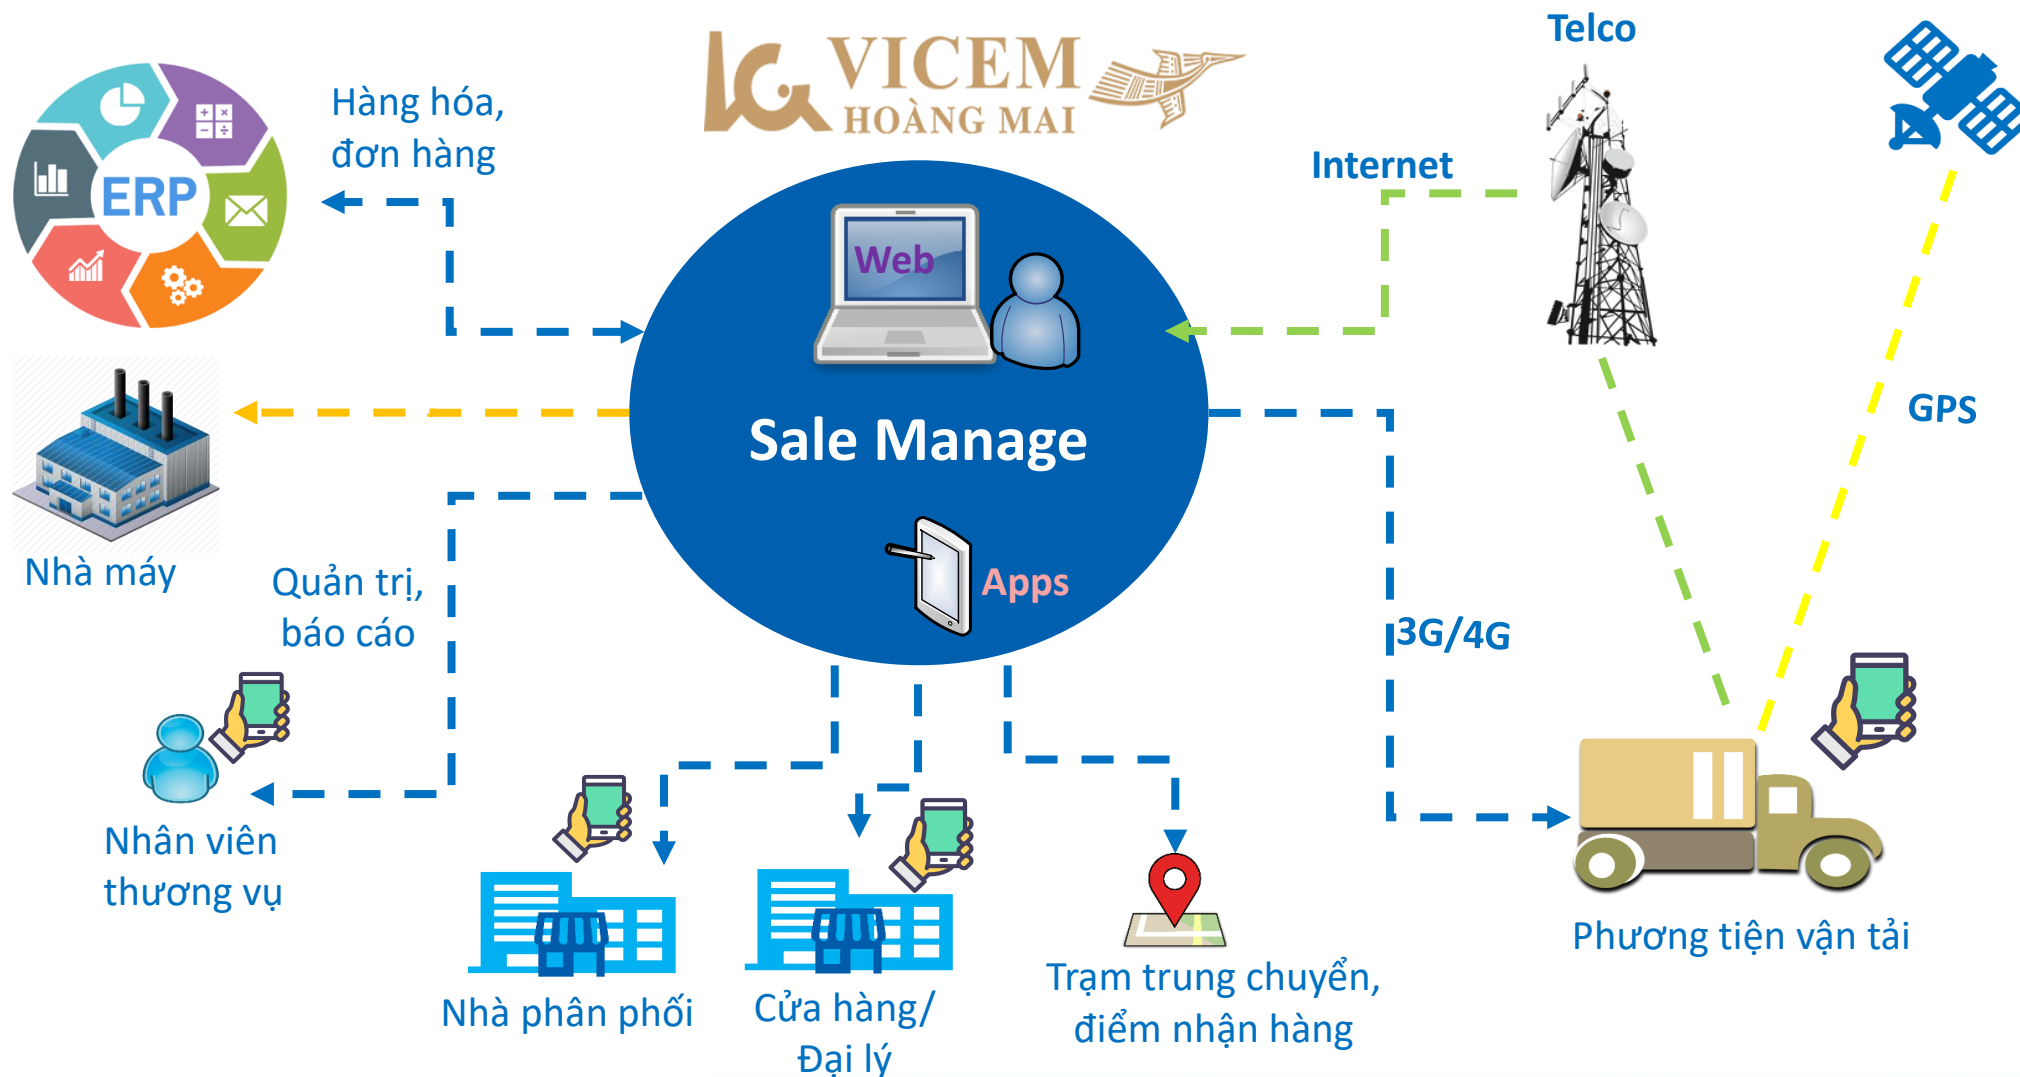 VICEM
HOÀNG MAI
Telco
Hàng hóa,
đơn hàng
ERP
Internet
Web
GPS
Sale Manage
Nhà máy
Quản trị,
báo cáo
Apps
3G/4G
Nhân viên
thương vụ
Phương tiện vận tải
Nhà phân phối
Cửa hàng/
Đại lý
Trạm trung chuyển,
điểm nhận hàng